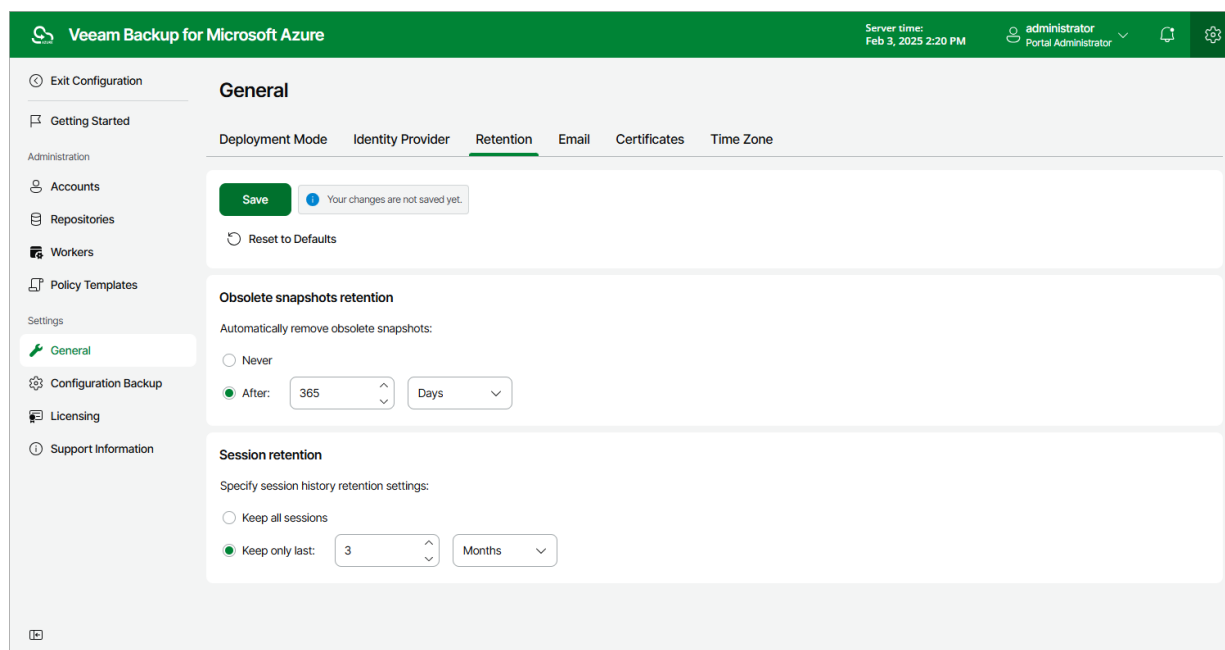 Veeam Backup for Microsoft Azure
Server time:
Feb 3, 2025 2:20 PM
administrator
Portal Administrator
Exit Configuration
Getting Started
Administration
Accounts
Repositories
Workers
Policy Templates
Settings
General
Configuration Backup
Licensing
Support Information
General
Deployment Mode Identity Provider Retention Email Certificates Time Zone
Save Your changes are not saved yet.
Reset to Defaults
Obsolete snapshots retention
Automatically remove obsolete snapshots:
Never
After: 365 Days
Session retention
Specify session history retention settings:
Keep all sessions
Keep only last: 3 Months